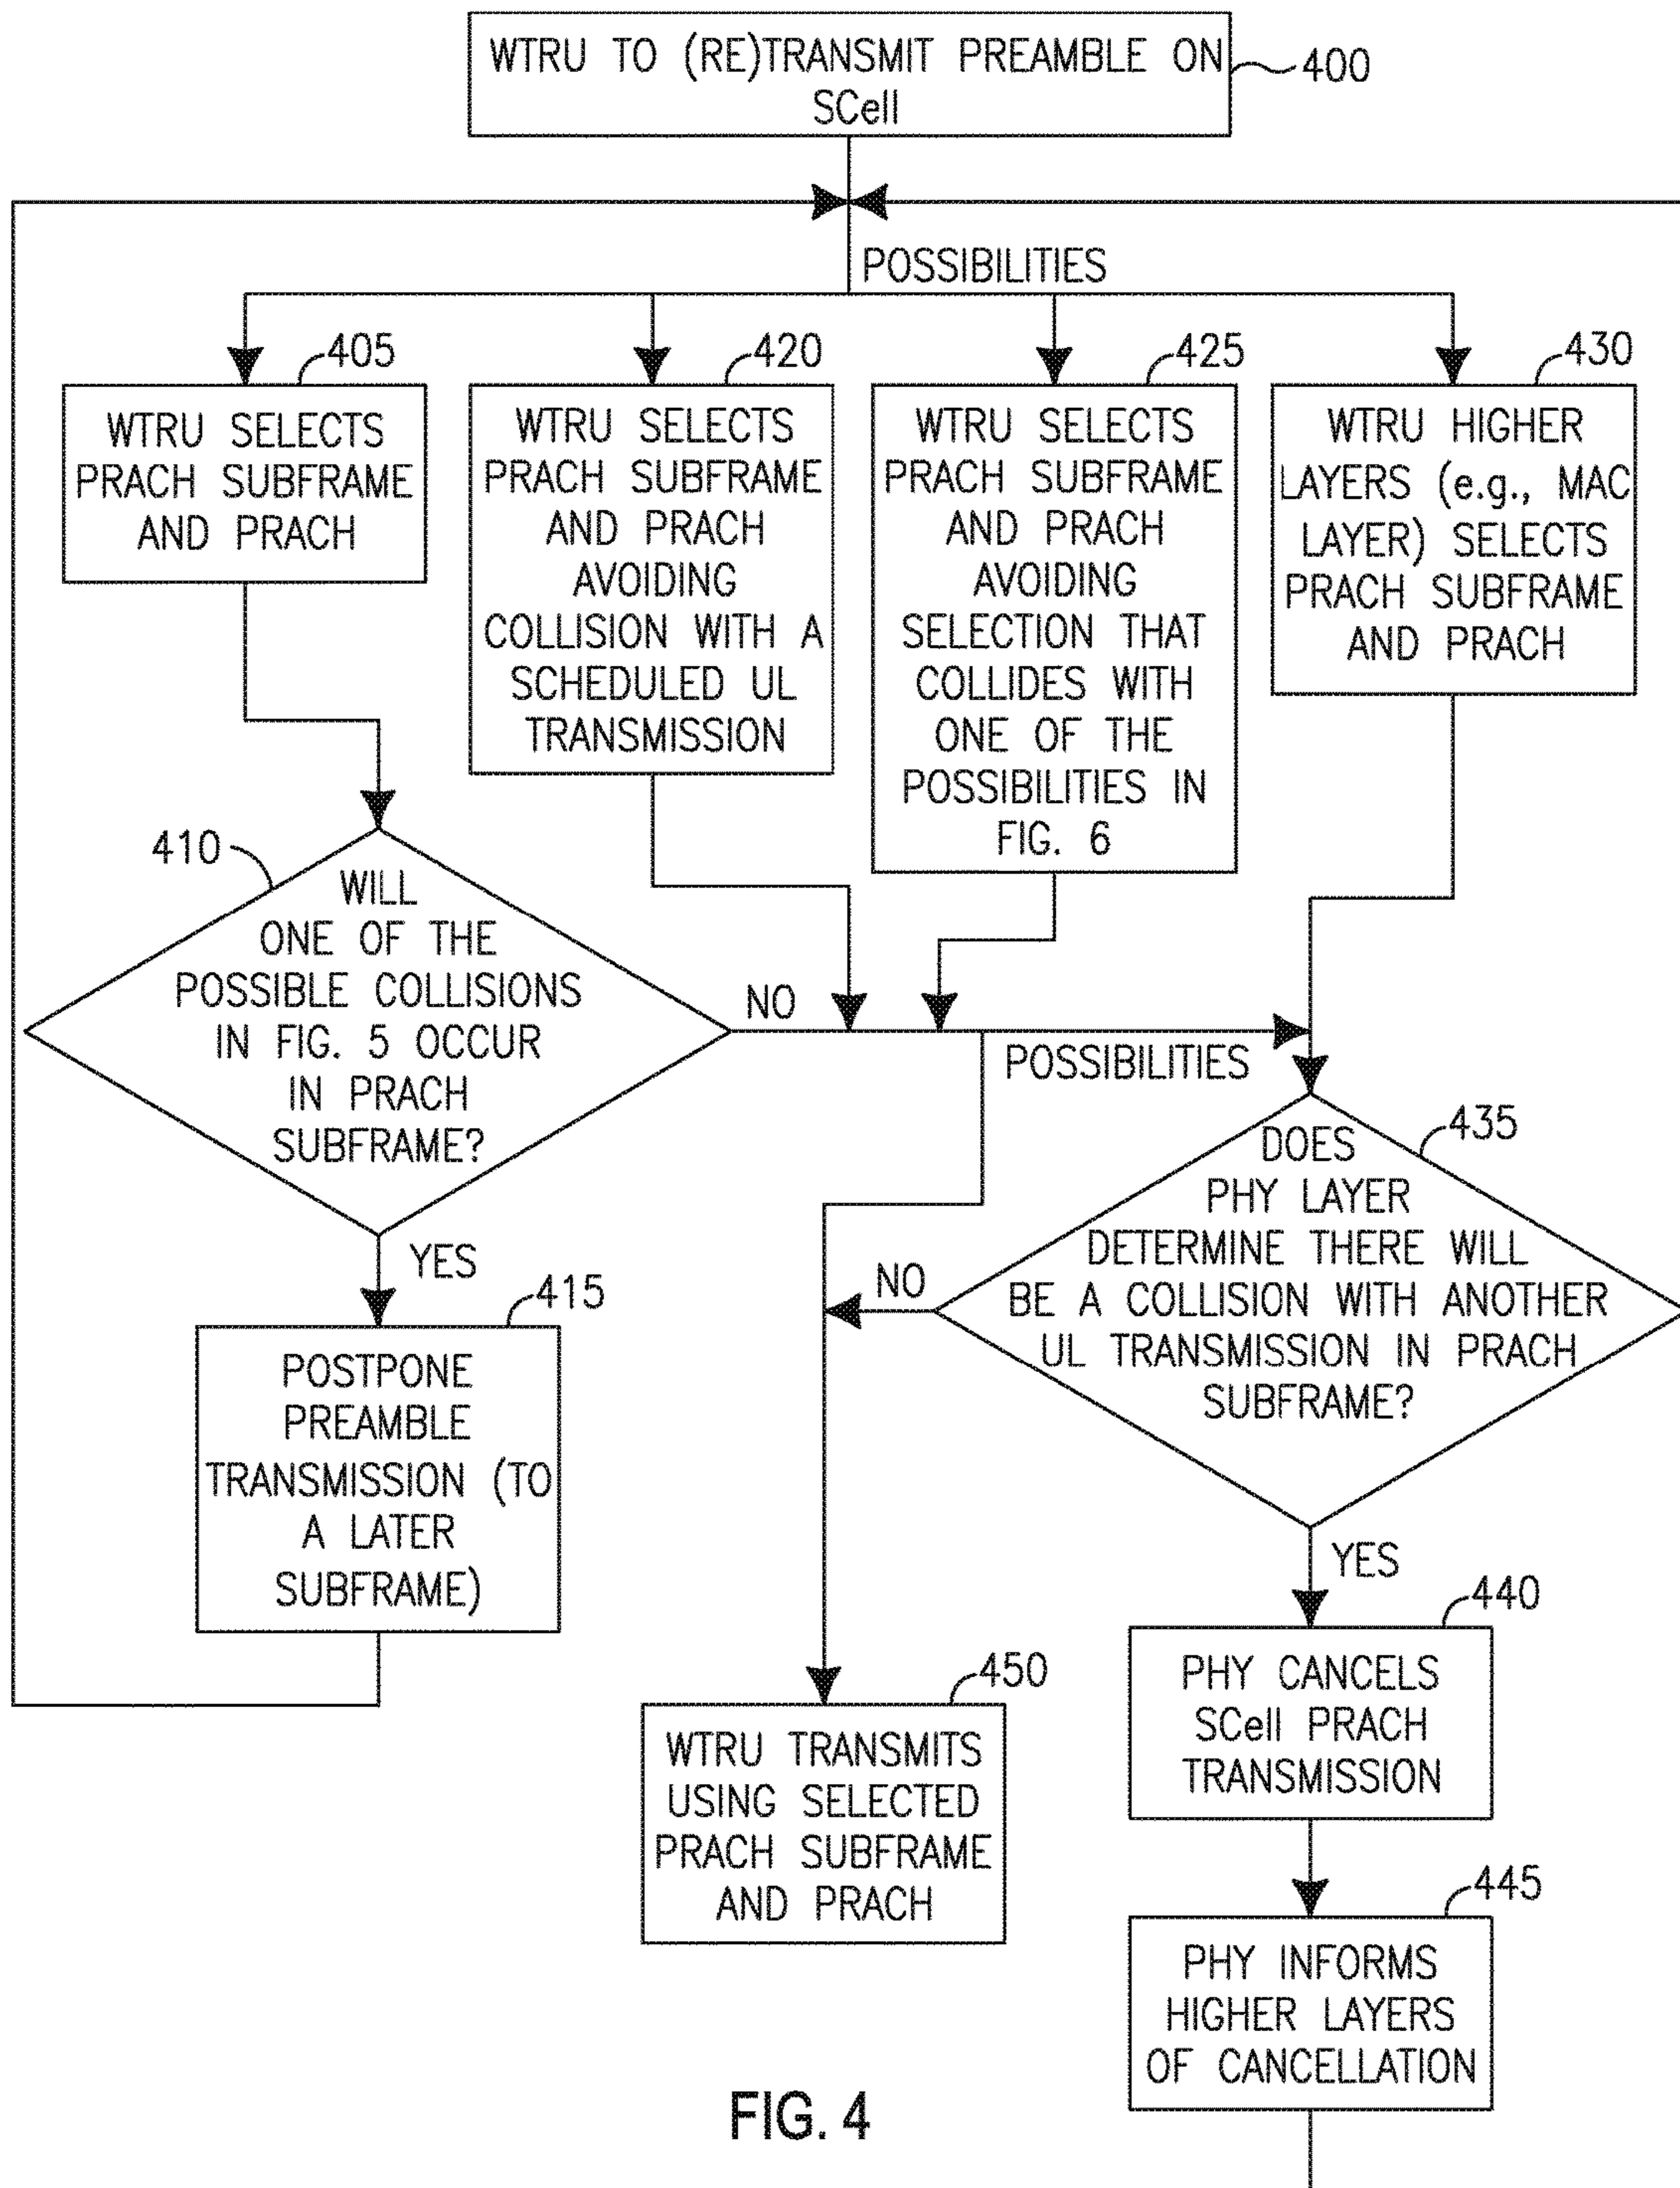 WTRU TO (RE)TRANSMIT PREAMBLE ON
SCell
400
POSSIBILITIES
405
WTRU SELECTS
PRACH SUBFRAME
AND PRACH
420
WTRU SELECTS
PRACH SUBFRAME
AND PRACH
AVOIDING
COLLISION WITH A
SCHEDULED UL
TRANSMISSION
425
WTRU SELECTS
PRACH SUBFRAME
AND PRACH
AVOIDING
SELECTION THAT
COLLIDES WITH
ONE OF THE
POSSIBILITIES IN
FIG. 6
430
WTRU HIGHER
LAYERS (e.g., MAC
LAYER) SELECTS
PRACH SUBFRAME
AND PRACH
410
WILL
ONE OF THE
POSSIBLE COLLISIONS
IN FIG. 5 OCCUR
IN PRACH
SUBFRAME?
NO
POSSIBILITIES
YES
415
POSTPONE
PREAMBLE
TRANSMISSION (TO
A LATER
SUBFRAME)
435
DOES
PHY LAYER
DETERMINE THERE WILL
BE A COLLISION WITH ANOTHER
UL TRANSMISSION IN PRACH
SUBFRAME?
NO
YES
450
WTRU TRANSMITS
USING SELECTED
PRACH SUBFRAME
AND PRACH
440
PHY CANCELS
SCell PRACH
TRANSMISSION
445
PHY INFORMS
HIGHER LAYERS
OF CANCELLATION
FIG. 4